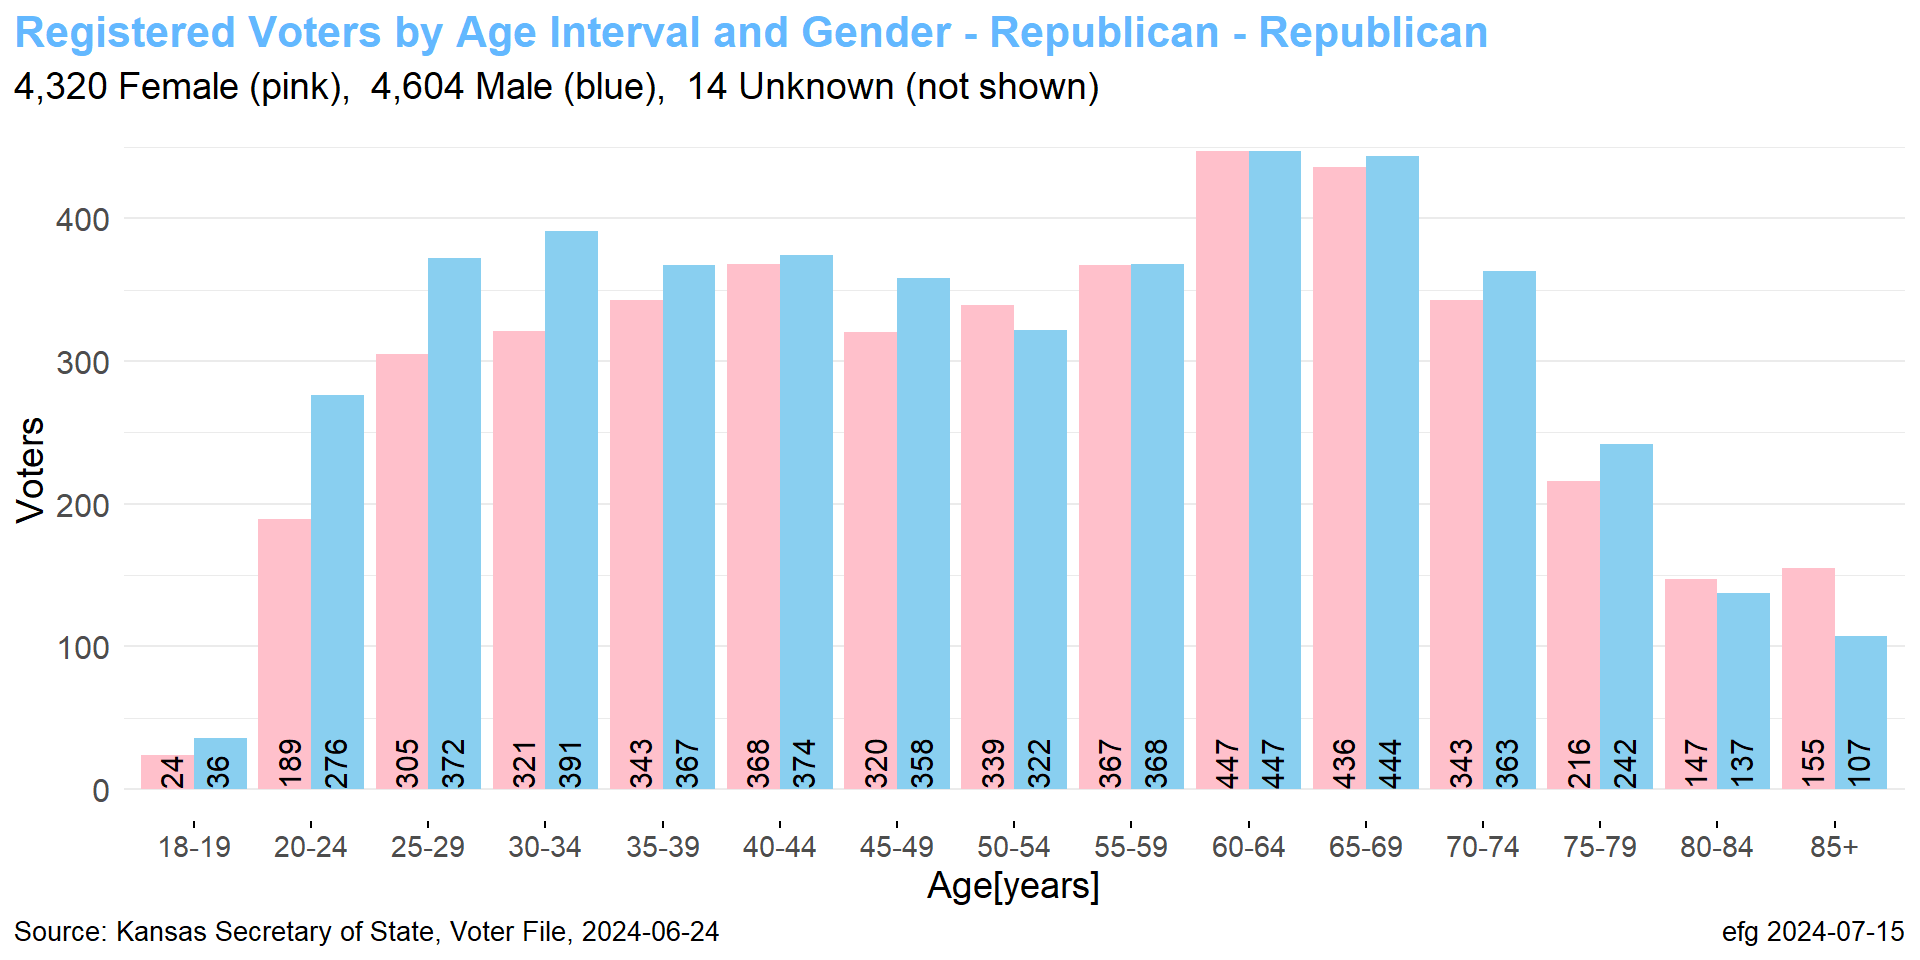 Registered Voters by Age Interval and Gender - Republican - Republican
4,320 Female (pink),  4,604 Male (blue),  14 Unknown (not shown)
400
300
200
100
0
Voters
24 36 189 276 305 372 321 391 343 367 368 374 320 358 339 322 367 368 447 447 436 444 343 363 216 242 147 137 155 107
18-19 20-24 25-29 30-34 35-39 40-44 45-49 50-54 55-59 60-64 65-69 70-74 75-79 80-84 85+
Age[years]
Source: Kansas Secretary of State, Voter File, 2024-06-24
efg 2024-07-15